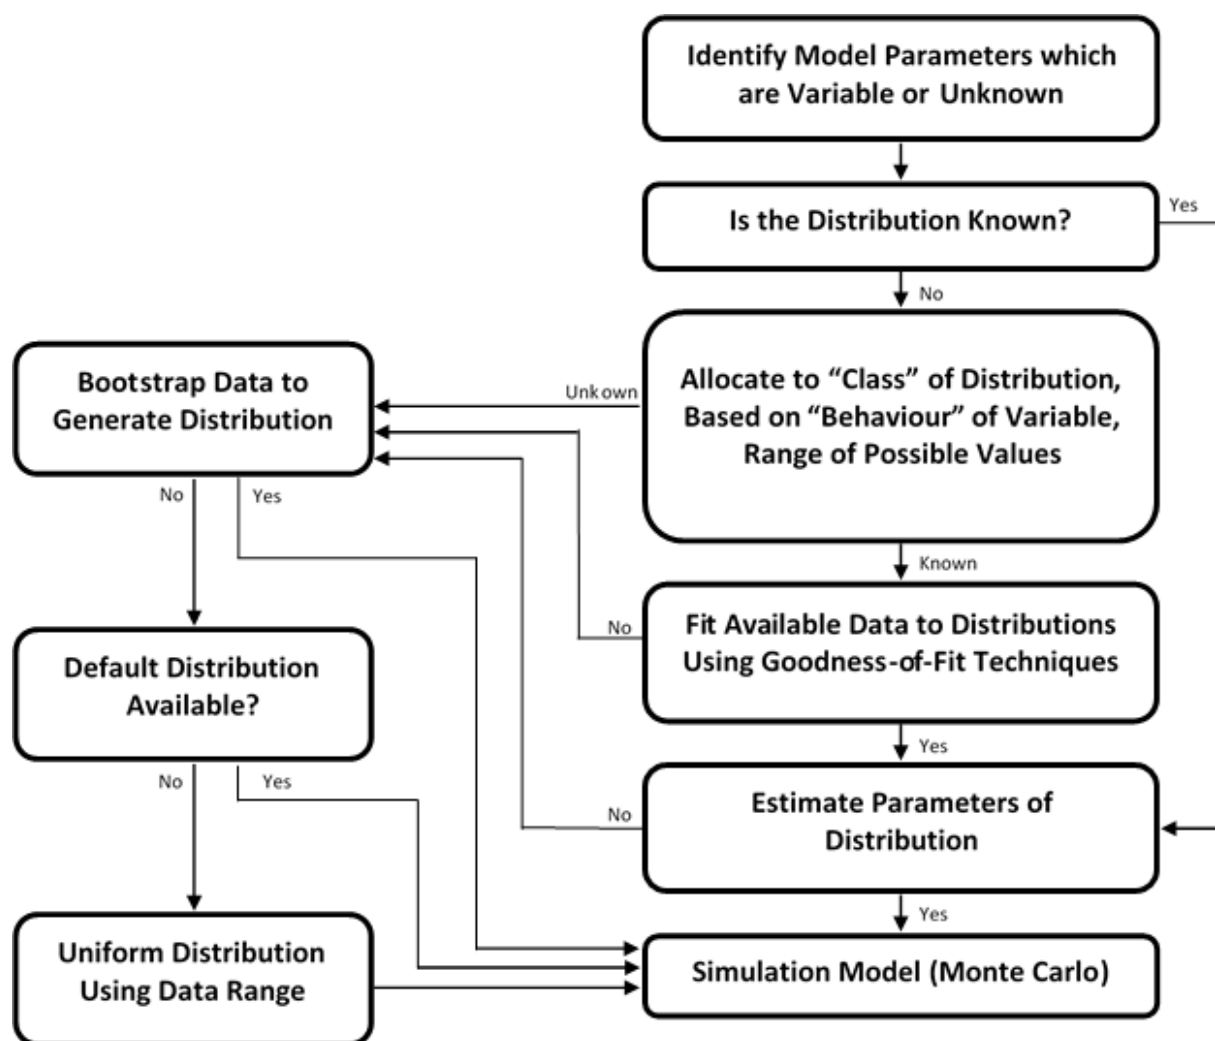 Identify Model Parameters which
are Variable or Unknown
Is the Distribution Known?
Yes
No
Allocate to “Class” of Distribution,
Based on “Behaviour” of Variable,
Range of Possible Values
Unkown
Bootstrap Data to
Generate Distribution
No
Yes
Known
Fit Available Data to Distributions
Using Goodness-of-Fit Techniques
No
Yes
Default Distribution
Available?
No
Yes
Estimate Parameters of
Distribution
No
Yes
Uniform Distribution
Using Data Range
Simulation Model (Monte Carlo)